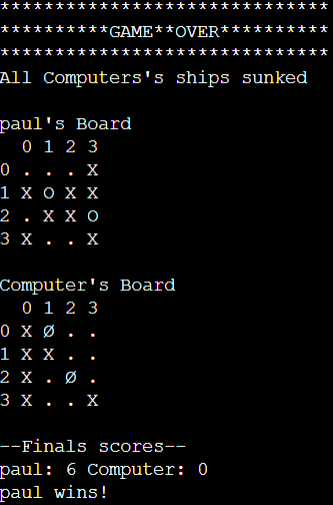 ******************************
**********GAME**OVER**********
******************************
All Computers's ships sunked
paul's Board
  0 1 2 3
0 . . . X
1 X O X X
2 . X X O
3 X . . X
Computer's Board
  0 1 2 3
0 X Ø . .
1 X X . .
2 X . Ø .
3 X . . X
--Finals scores--
paul: 6 Computer: 0
paul wins!